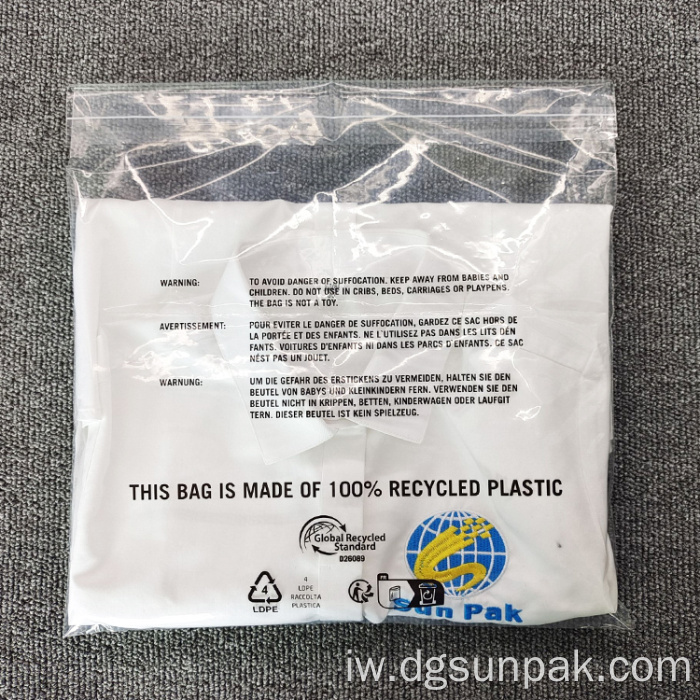 WARNING: TO AVOID DANGER OF SUFFOCATION. KEEP AWAY FROM BABIES AND
CHILDREN. DO NOT USE IN CRIBS, BEDS, CARRIAGES OR PLAYPENS.
THE BAG IS NOT A TOY.
AVERTISSEMENT: POUR EVITER LE DANGER DE SUFFOCATION, GARDEZ CE SAC HORS DE
LA PORTÉE ET DES ENFANTS. NE L'UTILISEZ PAS DANS LES LITS DÉN
FANTS. VOITURES D'ENFANTS NI DANS LES PARCS D'ENFANTS. CE SAC
NÉST PAS UN JOUET.
WARNUNG: UM DIE GEFAHR DES ERSTICKENS ZU VERMEIDEN, HALTEN SIE DEN
BEUTEL VON BABYS UND KLEINKINDERN FERN. VERWENDEN SIE DEN
BEUTEL NICHT IN KRIPPEN, BETTEN, KINDERWAGEN ODER LAUFGIT
TERN. DIESER BEUTEL IST KEIN SPIELZEUG.
THIS BAG IS MADE OF 100% RECYCLED PLASTIC
Global Recycled
Standard
026089
4
LDPE
4
LDPE
RACCOLTA
PLASTICA
FR
Sun Pak
iw.dgsunpak.com